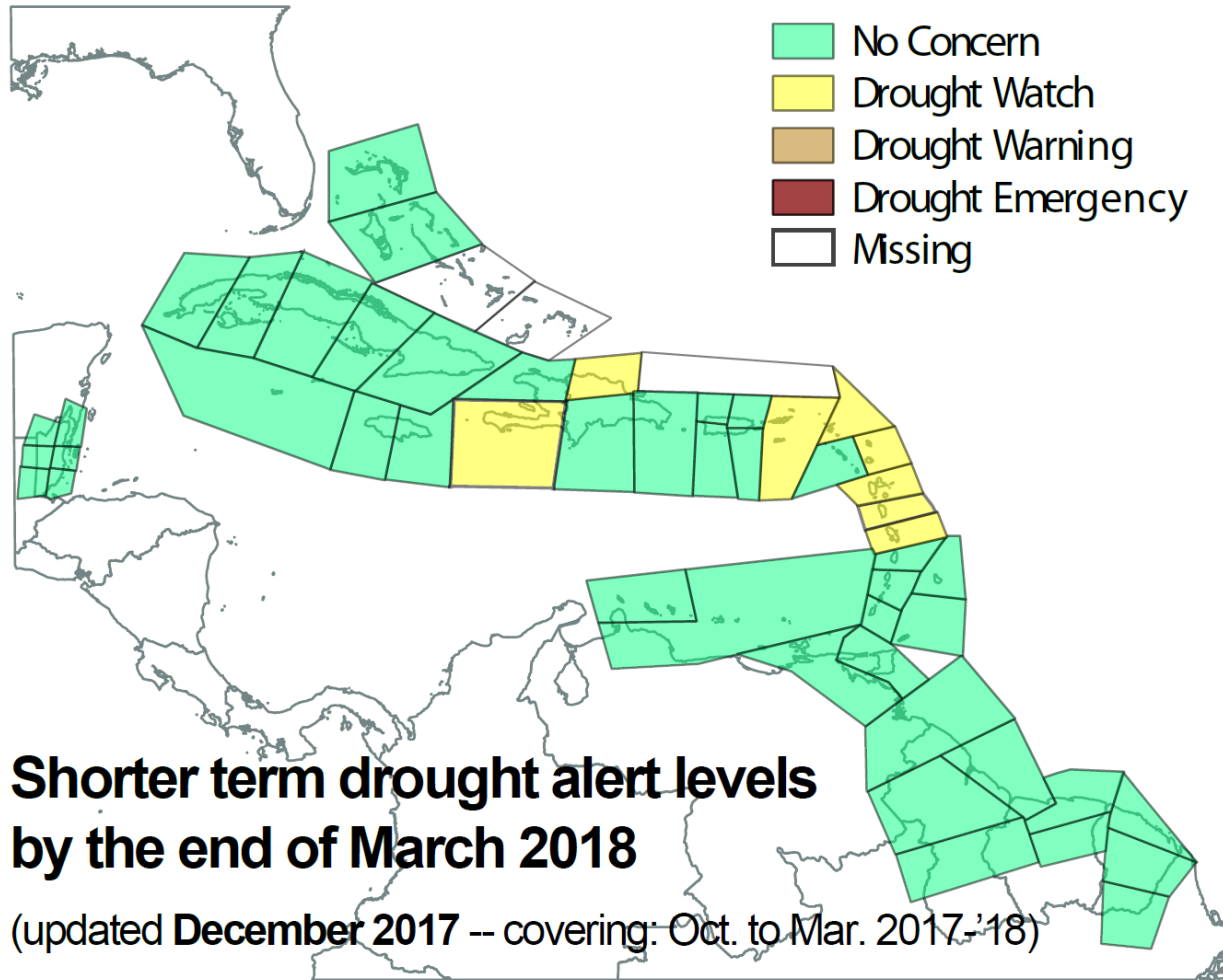 No Concern
Drought Watch
Drought Warning
Drought Emergency
Missing
Shorter term drought alert levels
by the end of March 2018
(updated December 2017 -- covering: Oct. to Mar. 2017-'18)